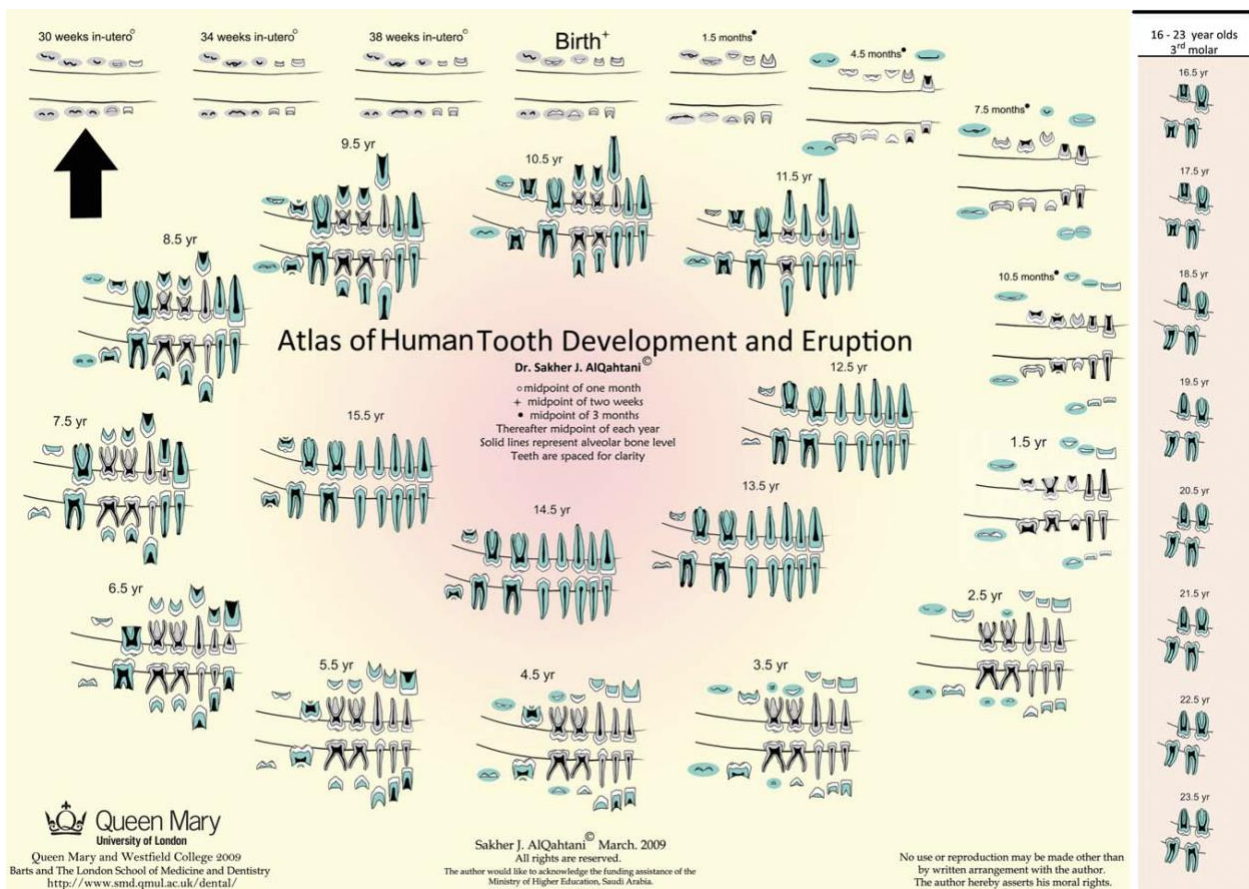 30 weeks in-utero○
34 weeks in-utero○
38 weeks in-utero○
Birth+
1.5 months●
4.5 months●
7.5 months●
10.5 months●
1.5 yr
2.5 yr
3.5 yr
4.5 yr
5.5 yr
6.5 yr
7.5 yr
8.5 yr
9.5 yr
10.5 yr
11.5 yr
12.5 yr
13.5 yr
14.5 yr
15.5 yr
Atlas of Human Tooth Development and Eruption
Dr. Sakher J. AlQahtani©
○ midpoint of one month
+ midpoint of two weeks
● midpoint of 3 months
Thereafter midpoint of each year
Solid lines represent alveolar bone level
Teeth are spaced for clarity
16 - 23 year olds
3rd molar
16.5 yr
17.5 yr
18.5 yr
19.5 yr
20.5 yr
21.5 yr
22.5 yr
23.5 yr
Queen Mary
University of London
Queen Mary and Westfield College 2009
Barts and The London School of Medicine and Dentistry
http://www.smd.qmul.ac.uk/dental/
Sakher J. AlQahtani© March. 2009
All rights are reserved.
The author would like to acknowledge the funding assistance of the
Ministry of Higher Education, Saudi Arabia.
No use or reproduction may be made other than
by written arrangement with the author.
The author hereby asserts his moral rights.